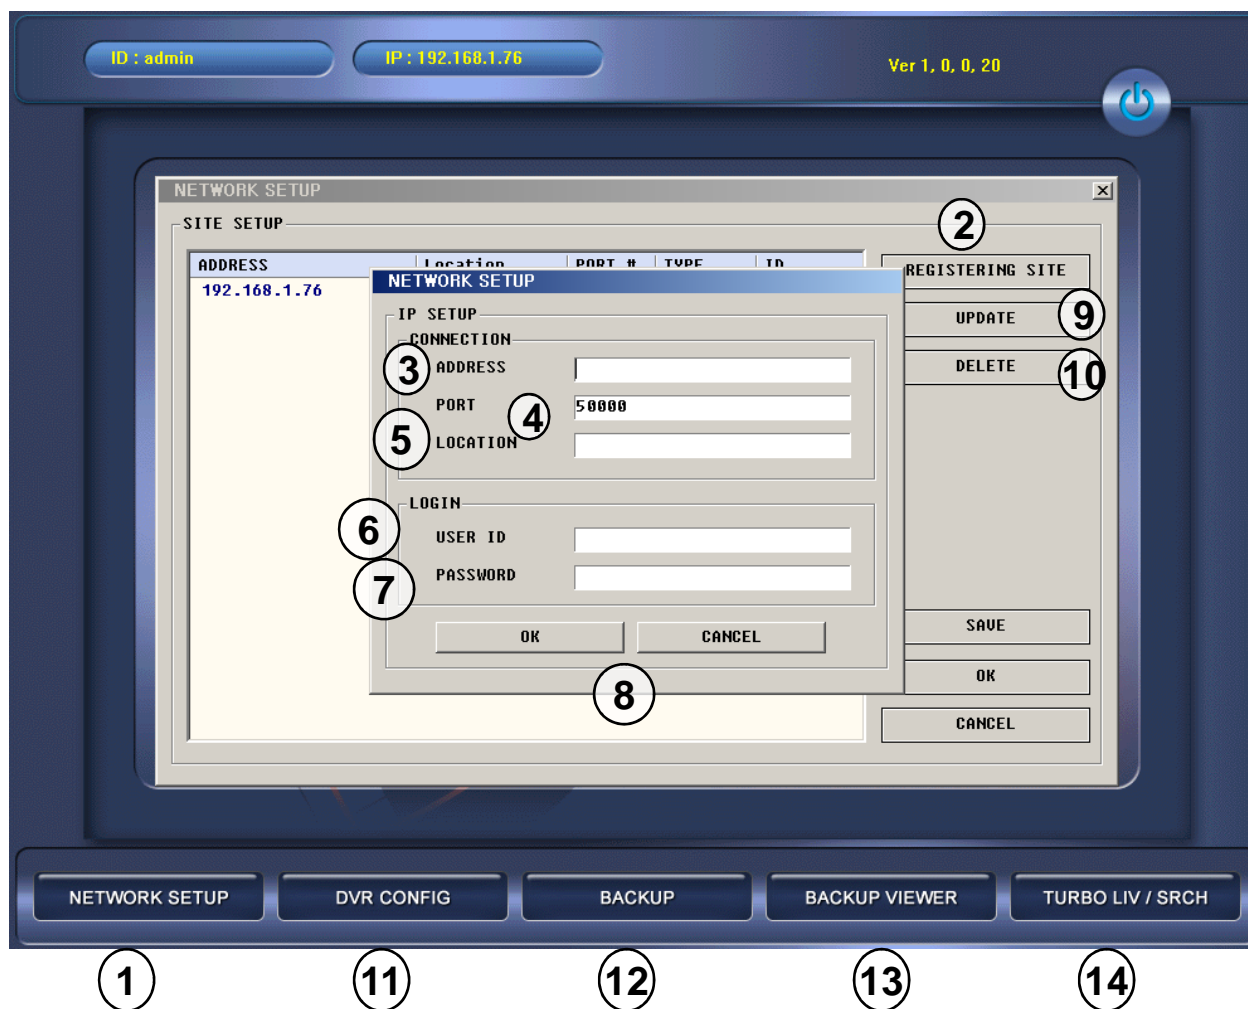 ID : admin
IP : 192.168.1.76
Ver 1, 0, 0, 20
NETWORK SETUP
SITE SETUP
2
ADDRESS Location PORT # TYPE ID
REGISTERING SITE
192.168.1.76
NETWORK SETUP
IP SETUP
UPDATE 9
CONNECTION
3 ADDRESS
DELETE 10
PORT 4 50000
5 LOCATION
LOGIN
6 USER ID
7 PASSWORD
OK CANCEL
8
SAVE
OK
CANCEL
NETWORK SETUP DVR CONFIG BACKUP BACKUP VIEWER TURBO LIV / SRCH
1 11 12 13 14